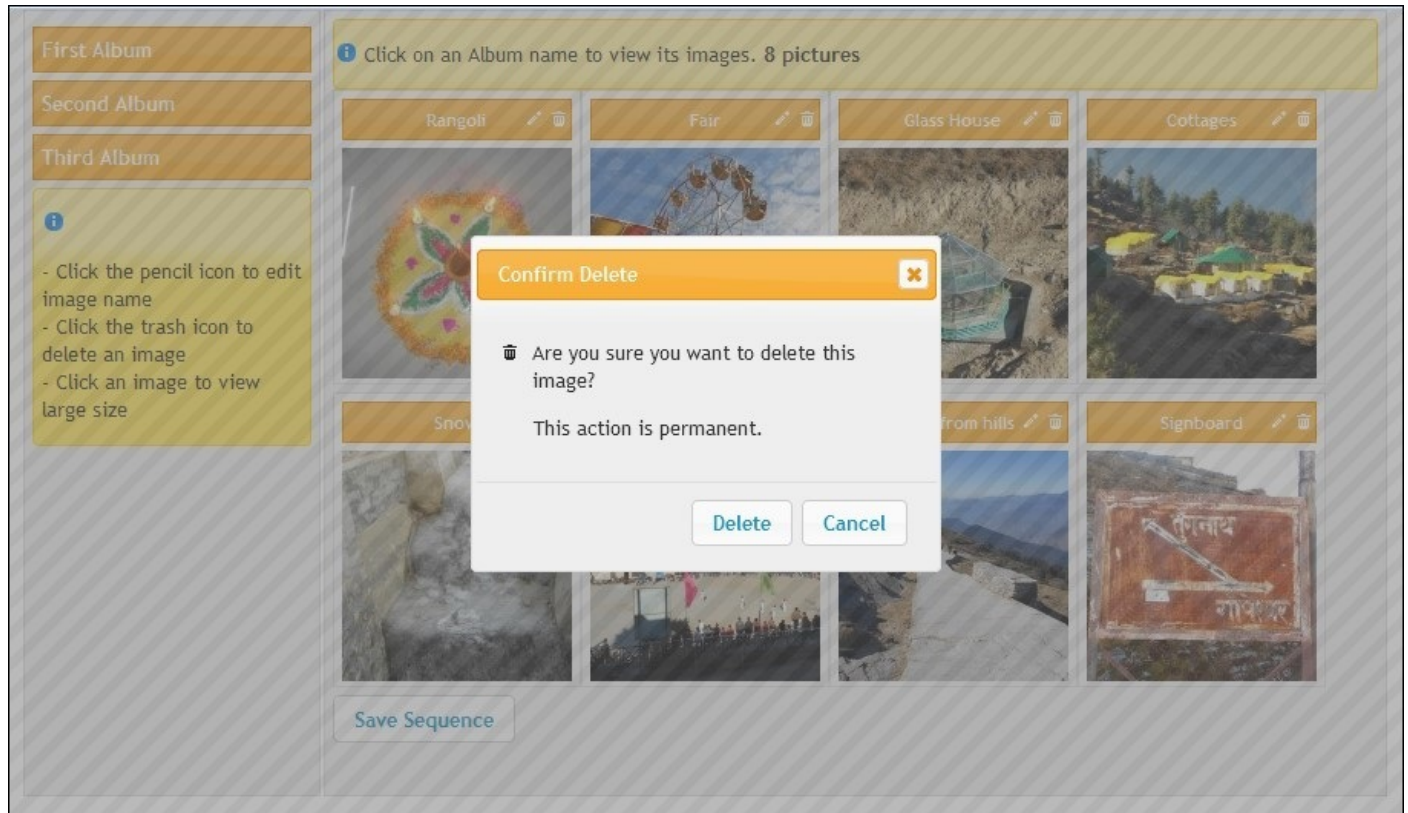 First Album
Second Album
Third Album
- Click the pencil icon to edit
image name
- Click the trash icon to
delete an image
- Click an image to view
large size
Click on an Album name to view its images. 8 pictures
Rangoli
Fair
Glass House
Cottages
Confirm Delete
Are you sure you want to delete this
image?
This action is permanent.
Delete
Cancel
from hills
Signboard
तुंगनाथ
Save Sequence